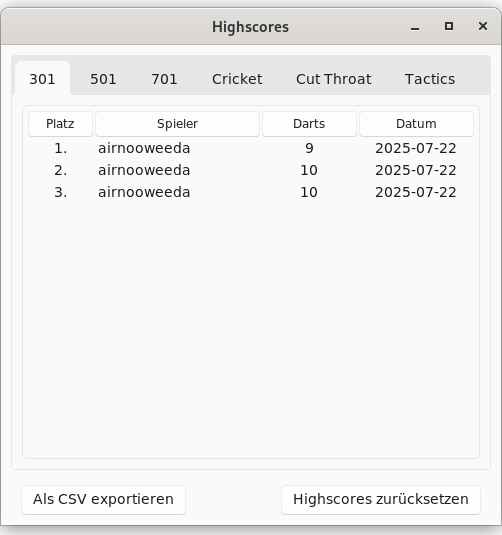 Highscores
301 501 701 Cricket Cut Throat Tactics
Platz Spieler Darts Datum
1. airnooweeda 9 2025-07-22
2. airnooweeda 10 2025-07-22
3. airnooweeda 10 2025-07-22
Als CSV exportieren Highscores zurücksetzen